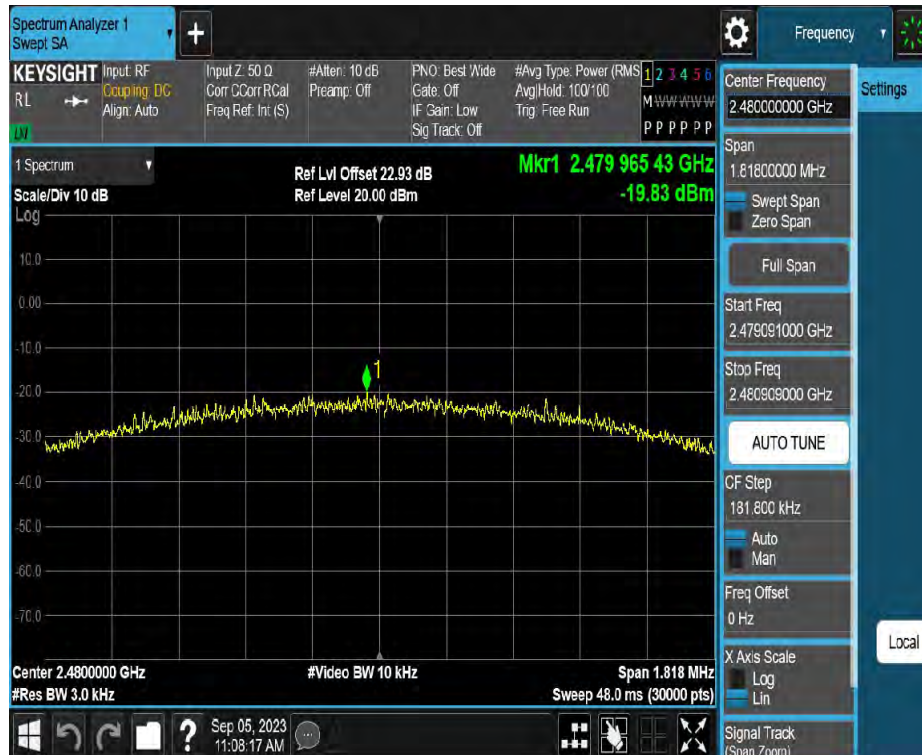 Spectrum Analyzer 1
Swept SA
+
Frequency
KEYSIGHT
RL
LXI
Input: RF
Coupling: DC
Align: Auto
Input Z: 50 Ω
Corr CCorr RCal
Freq Ref: Int (S)
#Atten: 10 dB
Preamp: Off
PNO: Best Wide
Gate: Off
IF Gain: Low
Sig Track: Off
#Avg Type: Power (RMS
Avg|Hold: 100/100
Trig: Free Run
1 2 3 4 5 6
M W W W W W
P P P P P P
1 Spectrum
Scale/Div 10 dB
Log
Ref Lvl Offset 22.93 dB
Ref Level 20.00 dBm
Mkr1 2.479 965 43 GHz
-19.83 dBm
10.0
0.00
-10.0
-20.0
-30.0
-40.0
-50.0
-60.0
-70.0
1
Center 2.4800000 GHz
#Res BW 3.0 kHz
#Video BW 10 kHz
Span 1.818 MHz
Sweep 48.0 ms (30000 pts)
Sep 05, 2023
11:08:17 AM
?
Center Frequency
2.480000000 GHz
Span
1.81800000 MHz
Swept Span
Zero Span
Full Span
Start Freq
2.479091000 GHz
Stop Freq
2.480909000 GHz
AUTO TUNE
CF Step
181.800 kHz
Auto
Man
Freq Offset
0 Hz
X Axis Scale
Log
Lin
Signal Track
(Span Zoom)
Settings
Local